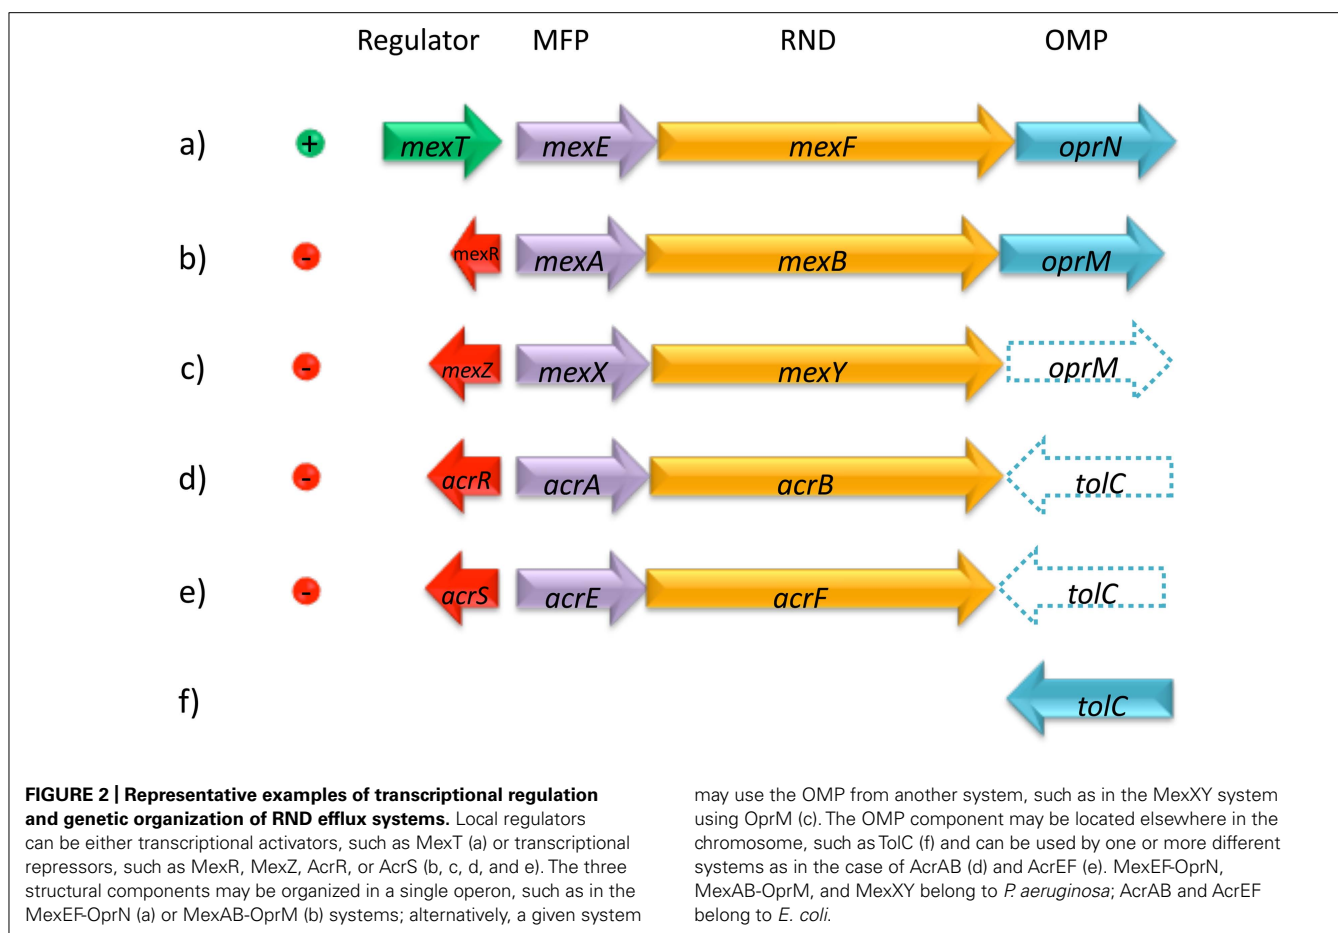 Regulator MFP RND OMP
a) + mexT mexE mexF oprN
b) - mexR mexA mexB oprM
c) - mexZ mexX mexY oprM
d) - acrR acrA acrB tolC
e) - acrS acrE acrF tolC
f) tolC
FIGURE 2 | Representative examples of transcriptional regulation
and genetic organization of RND efflux systems. Local regulators
can be either transcriptional activators, such as MexT (a) or transcriptional
repressors, such as MexR, MexZ, AcrR, or AcrS (b, c, d, and e). The three
structural components may be organized in a single operon, such as in the
MexEF-OprN (a) or MexAB-OprM (b) systems; alternatively, a given system
may use the OMP from another system, such as in the MexXY system
using OprM (c). The OMP component may be located elsewhere in the
chromosome, such as TolC (f) and can be used by one or more different
systems as in the case of AcrAB (d) and AcrEF (e). MexEF-OprN,
MexAB-OprM, and MexXY belong to P. aeruginosa; AcrAB and AcrEF
belong to E. coli.